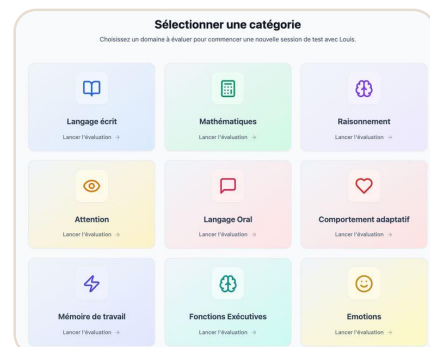 Sélectionner une catégorie
Choisissez un domaine à évaluer pour commencer une nouvelle session de test avec Louis.
Langage écrit
Lancer l'évaluation →
Mathématiques
Lancer l'évaluation →
Raisonnement
Lancer l'évaluation →
Attention
Lancer l'évaluation →
Langage Oral
Lancer l'évaluation →
Comportement adaptatif
Lancer l'évaluation →
Mémoire de travail
Lancer l'évaluation →
Fonctions Exécutives
Lancer l'évaluation →
Emotions
Lancer l'évaluation →